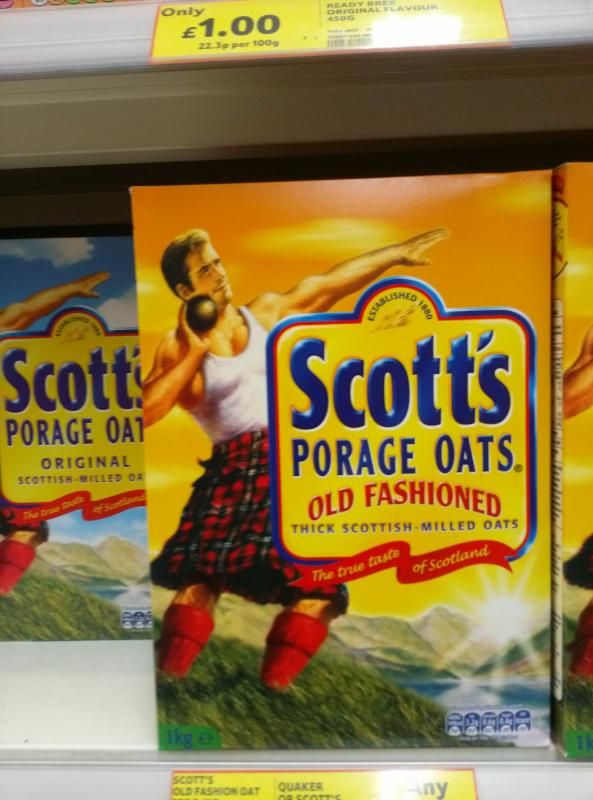 Only
£1.00
22.3p per 100g
READY BREK
ORIGINAL FLAVOUR
450G
ESTABLISHED 1880
Scott's
PORAGE OATS®
OLD FASHIONED
THICK SCOTTISH-MILLED OATS
The true taste of Scotland
1kg e
Scott's
PORAGE OAT
ORIGINAL
SCOTTISH-MILLED OA
The true taste of Scotland
1k
SCOTT'S
OLD FASHION OAT
QUAKER
OR SCOTT'S
Any